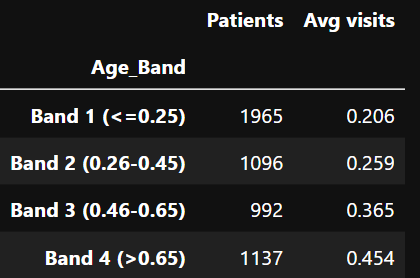 Patients Avg visits
Age_Band
Band 1 (<=0.25) 1965 0.206
Band 2 (0.26-0.45) 1096 0.259
Band 3 (0.46-0.65) 992 0.365
Band 4 (>0.65) 1137 0.454